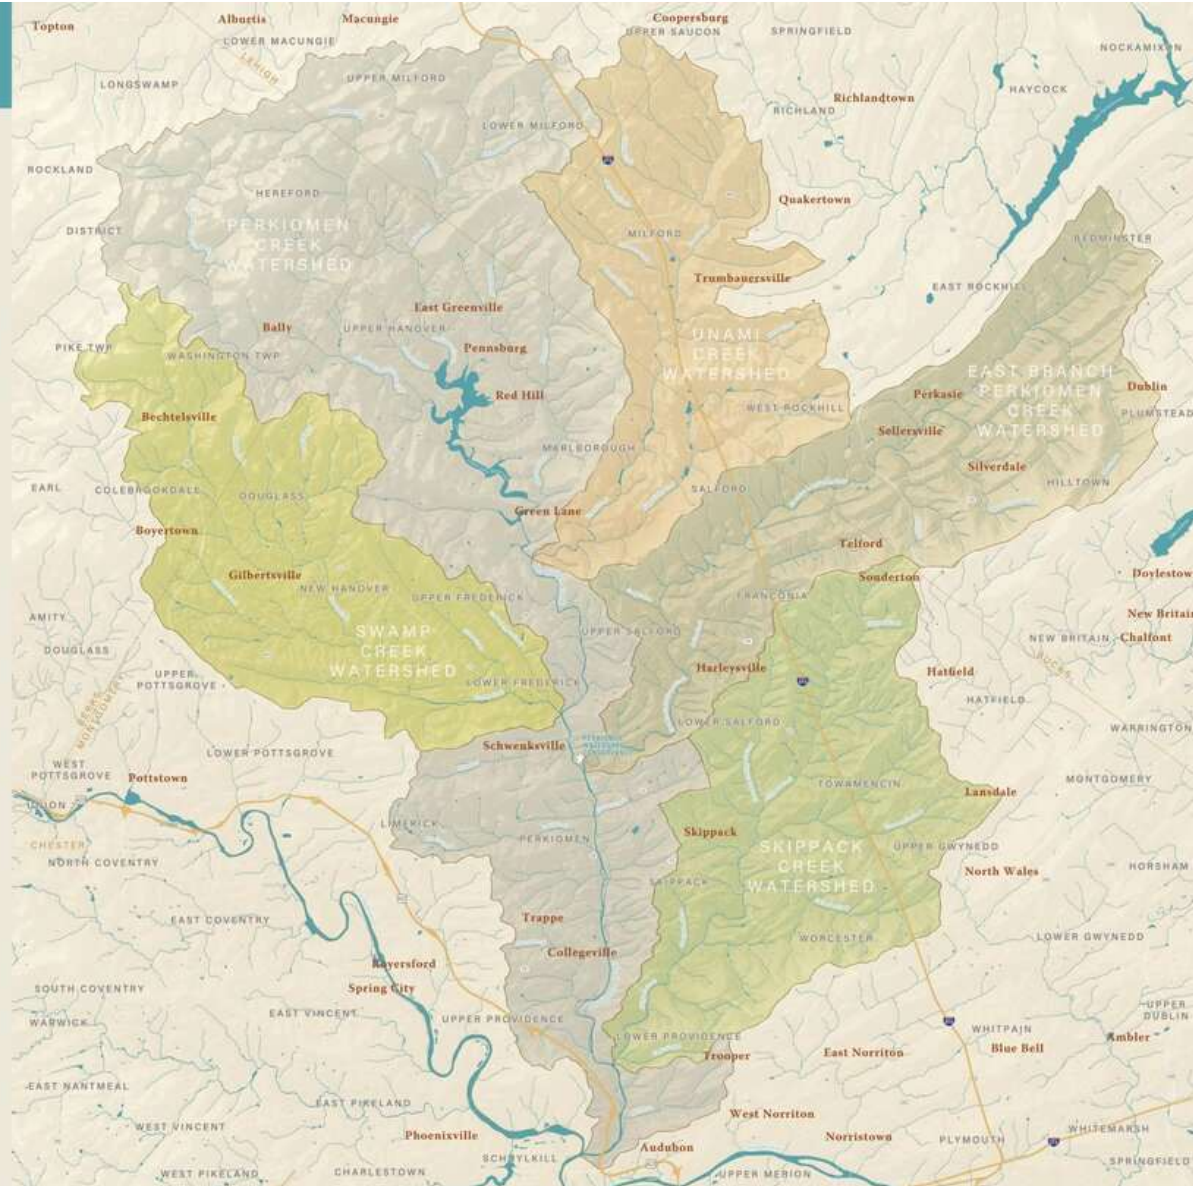 Topton
Alburtis
Macungie
Coopersburg
LOWER MACUNGIE
UPPER SAUCON
SPRINGFIELD
NOCKAMIXON
LEHIGH
LONGSWAMP
UPPER MILFORD
HAYCOCK
Richlandtown
RICHLAND
LOWER MILFORD
ROCKLAND
HEREFORD
Quakertown
DISTRICT
PERKIOMEN
CREEK
WATERSHED
MILFORD
BEDMINSTER
Trumbauersville
EAST ROCKHILL
East Greenville
Bally
UPPER HANOVER
PIKE TWP
WASHINGTON TWP
Pennsburg
UNAMI
CREEK
WATERSHED
EAST BRANCH
PERKIOMEN
CREEK
WATERSHED
Red Hill
Perkasie
Dublin
Bechtelsville
WEST ROCKHILL
PLUMSTEAD
Sellersville
MARLBOROUGH
Silverdale
EARL
COLEBROOKDALE
DOUGLASS
SALFORD
HILLTOWN
Green Lane
Boyertown
Telford
Gilbertsville
Souderton
Doylestow
NEW HANOVER
UPPER FREDERICK
FRANCONIA
AMITY
New Britain
SWAMP
CREEK
WATERSHED
UPPER SALFORD
NEW BRITAIN
Chalfont
DOUGLASS
BUCKS
Harleysville
Hatfield
UPPER
POTTSGROVE
LOWER FREDERICK
HATFIELD
BERKS
MONTGOMERY
LOWER SALFORD
WARRINGTON
LOWER POTTSGROVE
Schwenksville
WEST
POTTSGROVE
Pottstown
TOWAMENCIN
MONTGOMERY
Lansdale
UNION
LIMERICK
Skippack
CHESTER
PERKIOMEN
SKIPPACK
CREEK
WATERSHED
UPPER GWYNEDD
NORTH COVENTRY
North Wales
HORSHAM
SKIPPACK
EAST COVENTRY
Trappe
WORCESTER
LOWER GWYNEDD
Collegeville
Royersford
SOUTH COVENTRY
Spring City
EAST VINCENT
UPPER PROVIDENCE
UPPER
DUBLIN
WARWICK
LOWER PROVIDENCE
WHITPAIN
Ambler
Trooper
East Norriton
Blue Bell
EAST NANTMEAL
EAST PIKELAND
West Norriton
WEST VINCENT
Phoenixville
Norristown
PLYMOUTH
WHITEMARSH
Audubon
SCHUYLKILL
SPRINGFIELD
WEST PIKELAND
CHARLESTOWN
UPPER MERION